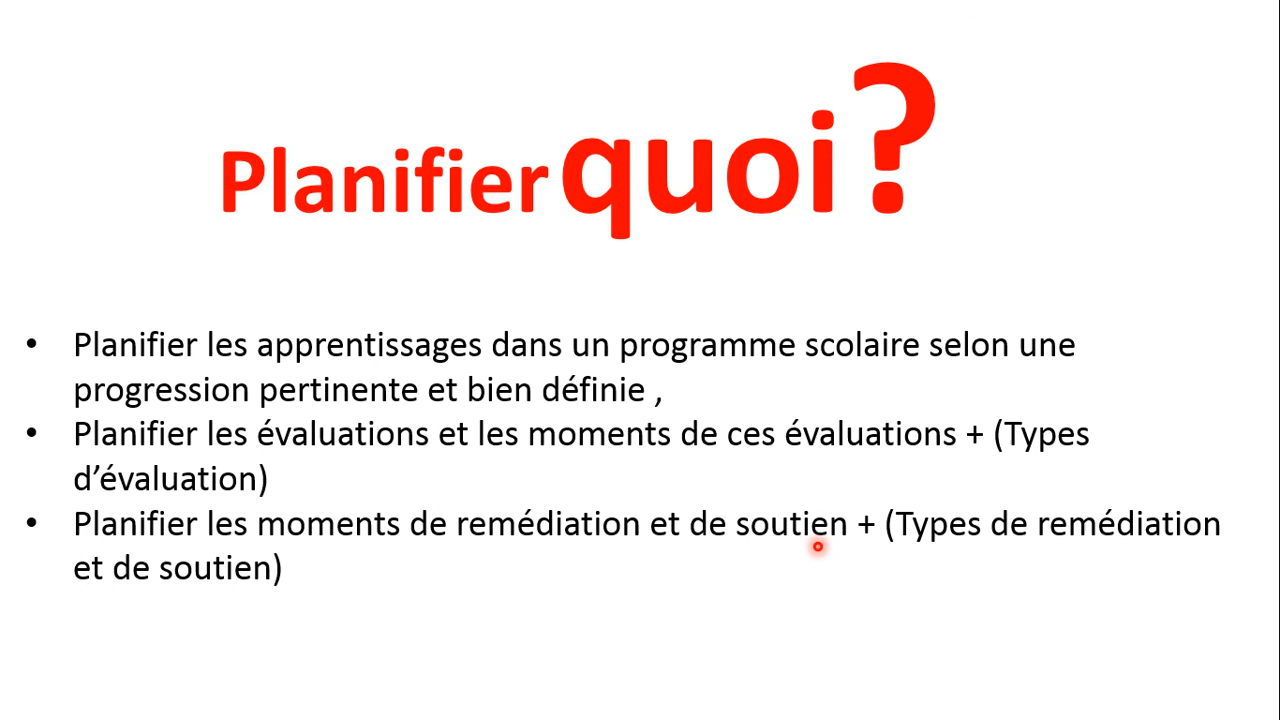 Planifier quoi?
• Planifier les apprentissages dans un programme scolaire selon une
progression pertinente et bien définie ,
• Planifier les évaluations et les moments de ces évaluations + (Types
d’évaluation)
• Planifier les moments de remédiation et de soutien + (Types de remédiation
et de soutien)